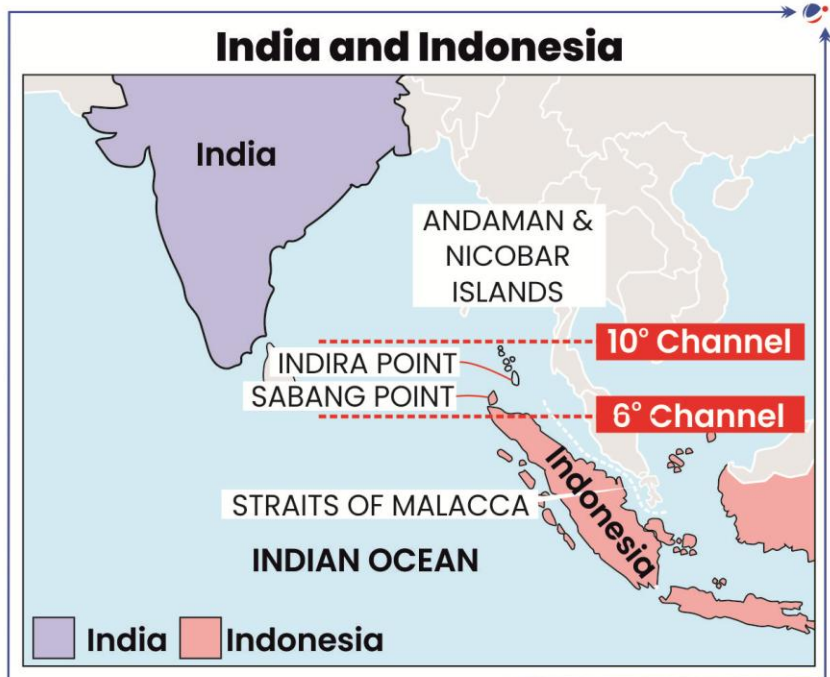 India and Indonesia
India
ANDAMAN &
NICOBAR
ISLANDS
10° Channel
INDIRA POINT
SABANG POINT
6° Channel
Indonesia
STRAITS OF MALACCA
INDIAN OCEAN
India
Indonesia